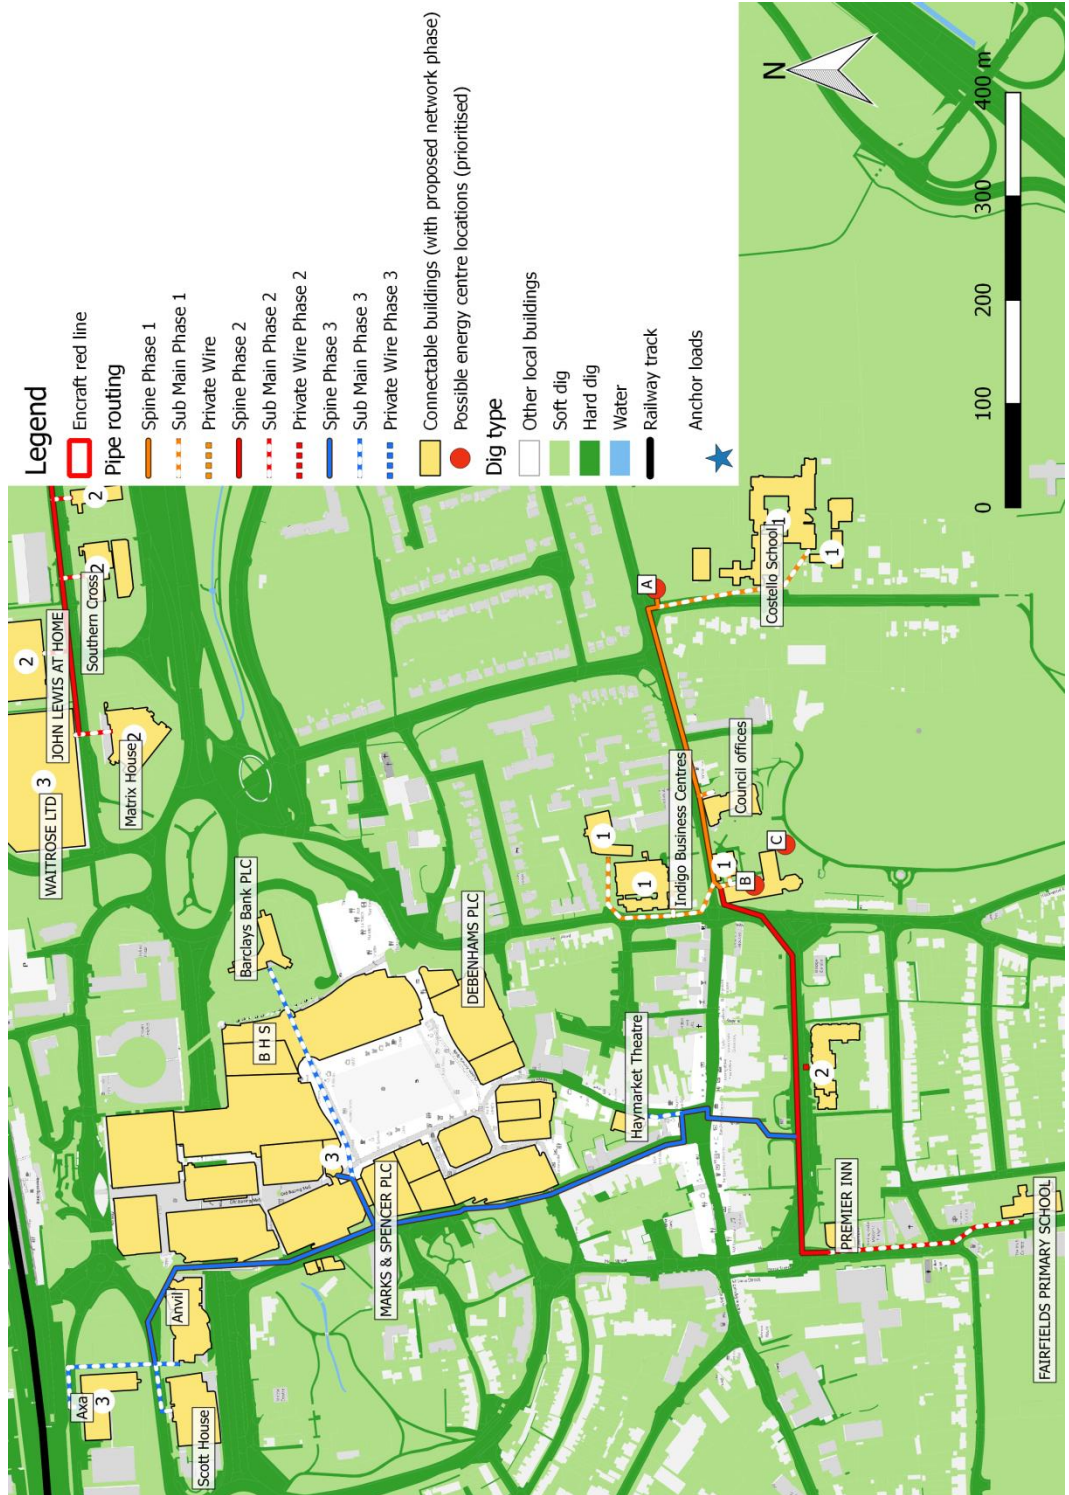 Legend
Encraft red line
Pipe routing
Spine Phase 1
Sub Main Phase 1
Private Wire
Spine Phase 2
Sub Main Phase 2
Private Wire Phase 2
Spine Phase 3
Sub Main Phase 3
Private Wire Phase 3
Connectable buildings (with proposed network phase)
Possible energy centre locations (prioritised)
Dig type
Other local buildings
Soft dig
Hard dig
Water
Railway track
Anchor loads
N
0
100
200
300
400 m
Axa
3
Scott House
Anvil
MARKS & SPENCER PLC
3
B H S
Barclays Bank PLC
DEBENHAMS PLC
WAITROSE LTD
3
JOHN LEWIS AT HOME
2
Matrix House
2
Southern Cross
2
2
Haymarket Theatre
Indigo Business Centres
1
1
Council offices
1
A
B
C
Costello School
1
1
2
PREMIER INN
FAIRFIELDS PRIMARY SCHOOL